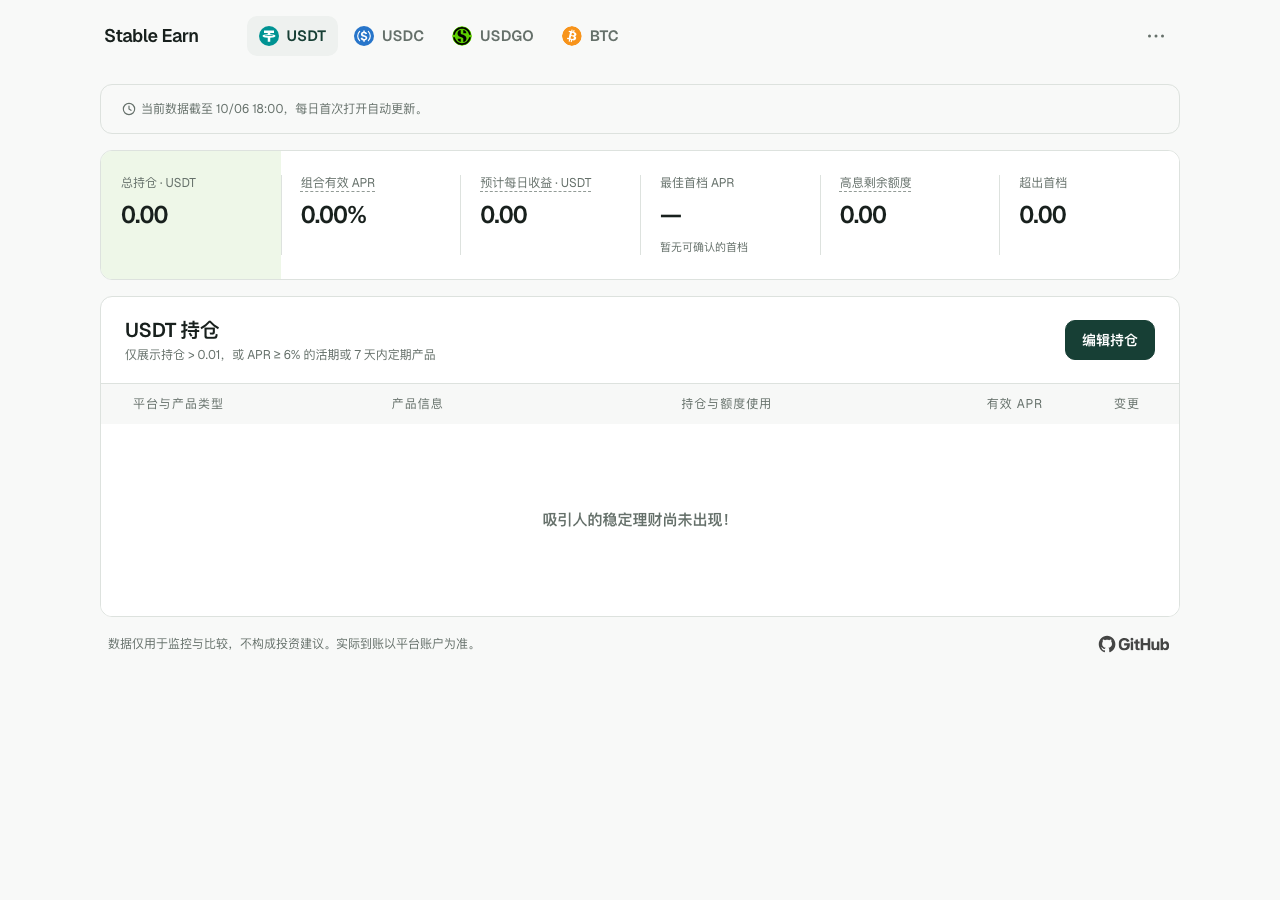 Stable Earn
USDT
USDC
USDGO
BTC
当前数据截至 10/06 18:00，每日首次打开自动更新。
总持仓 · USDT
0.00
组合有效 APR
0.00%
预计每日收益 · USDT
0.00
最佳首档 APR
—
暂无可确认的首档
高息剩余额度
0.00
超出首档
0.00
USDT 持仓
仅展示持仓 > 0.01，或 APR ≥ 6% 的活期或 7 天内定期产品
编辑持仓
平台与产品类型
产品信息
持仓与额度使用
有效 APR
变更
吸引人的稳定理财尚未出现！
数据仅用于监控与比较，不构成投资建议。实际到账以平台账户为准。
GitHub